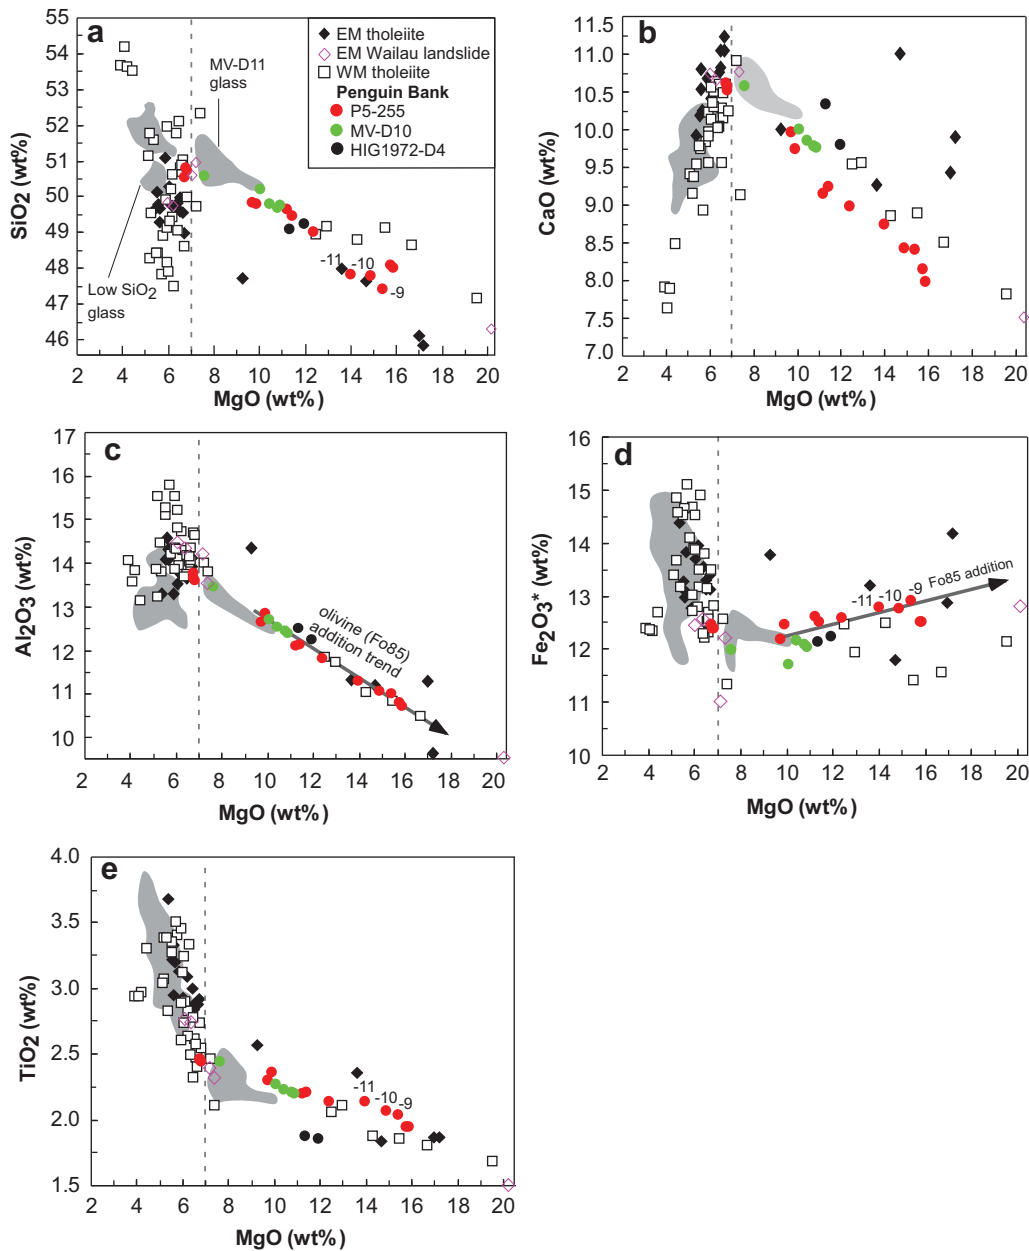 a
55
54
53
52
51
50
49
48
47
46
SiO2 (wt%)
2 4 6 8 10 12 14 16 18 20
MgO (wt%)
MV-D11
glass
Low SiO2
glass
-11
-10
-9
EM tholeiite
EM Wailau landslide
WM tholeiite
Penguin Bank
P5-255
MV-D10
HIG1972-D4
b
11.5
11.0
10.5
10.0
9.5
9.0
8.5
8.0
7.5
7.0
CaO (wt%)
2 4 6 8 10 12 14 16 18 20
MgO (wt%)
c
17
16
15
14
13
12
11
10
Al2O3 (wt%)
2 4 6 8 10 12 14 16 18 20
MgO (wt%)
olivine (Fo85)
addition trend
d
16
15
14
13
12
11
10
Fe2O3* (wt%)
2 4 6 8 10 12 14 16 18 20
MgO (wt%)
-11
-10
-9
Fo85 addition
e
4.0
3.5
3.0
2.5
2.0
1.5
TiO2 (wt%)
2 4 6 8 10 12 14 16 18 20
MgO (wt%)
-11
-10
-9